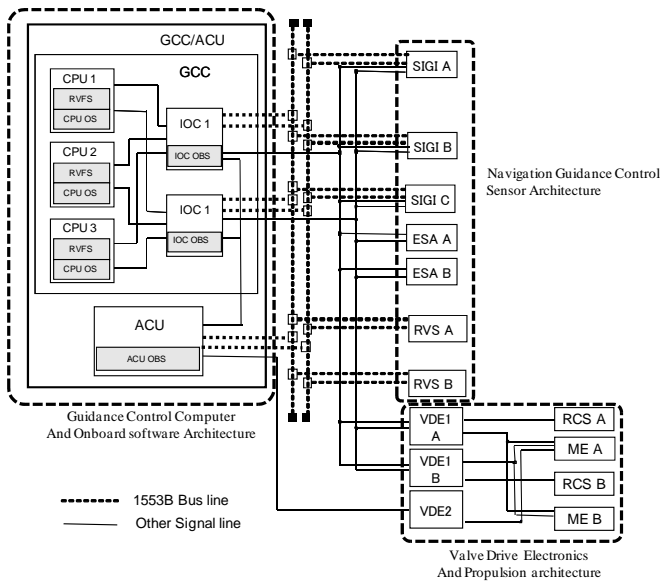 GCC/ACU
GCC
CPU 1
RVFS
CPU OS
CPU 2
RVFS
CPU OS
CPU 3
RVFS
CPU OS
IOC 1
IOC OBS
IOC 1
IOC OBS
ACU
ACU OBS
Guidance Control Computer
And Onboard software Architecture
SIGI A
SIGI B
SIGI C
ESA A
ESA B
RVS A
RVS B
Navigation Guidance Control
Sensor Architecture
VDE1
A
VDE1
B
VDE2
RCS A
ME A
RCS B
ME B
Valve Drive Electronics
And Propulsion architecture
1553B Bus line
Other Signal line